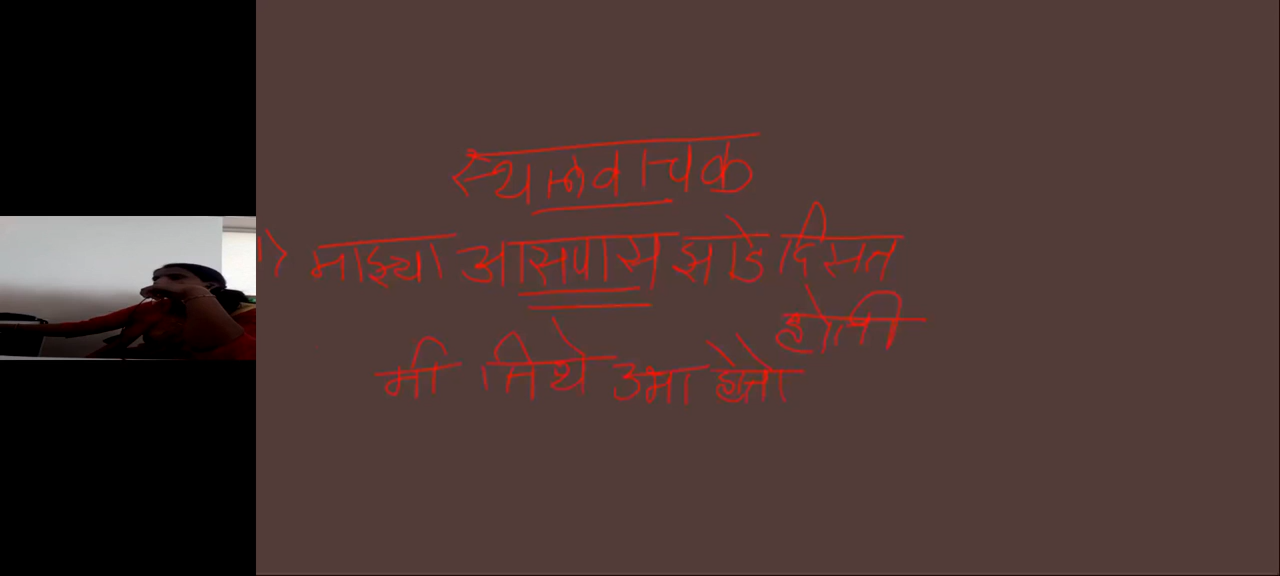 स्थानवाचक
१) माझ्या आसपास झाडे दिसत
होती
मी तिथे उभा होतो